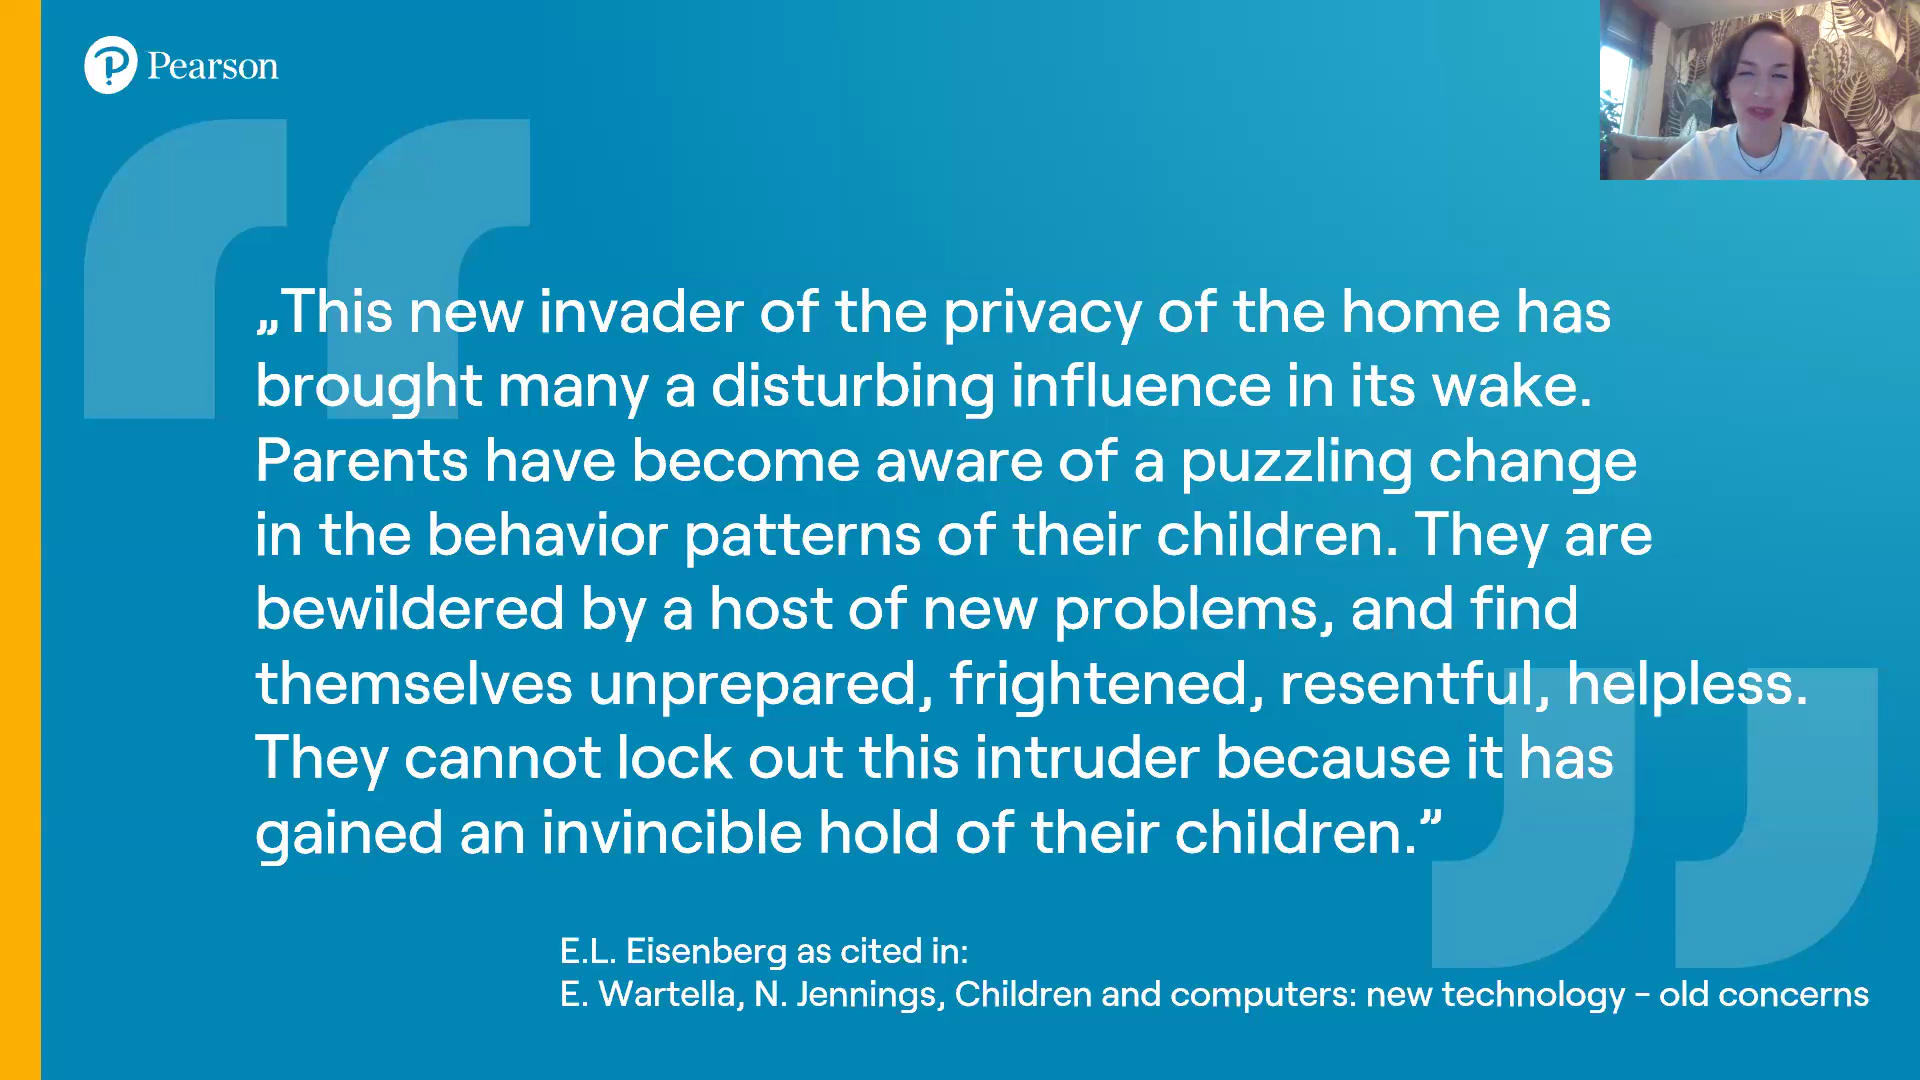 Pearson
„This new invader of the privacy of the home has
brought many a disturbing influence in its wake.
Parents have become aware of a puzzling change
in the behavior patterns of their children. They are
bewildered by a host of new problems, and find
themselves unprepared, frightened, resentful, helpless.
They cannot lock out this intruder because it has
gained an invincible hold of their children.”
E.L. Eisenberg as cited in:
E. Wartella, N. Jennings, Children and computers: new technology – old concerns